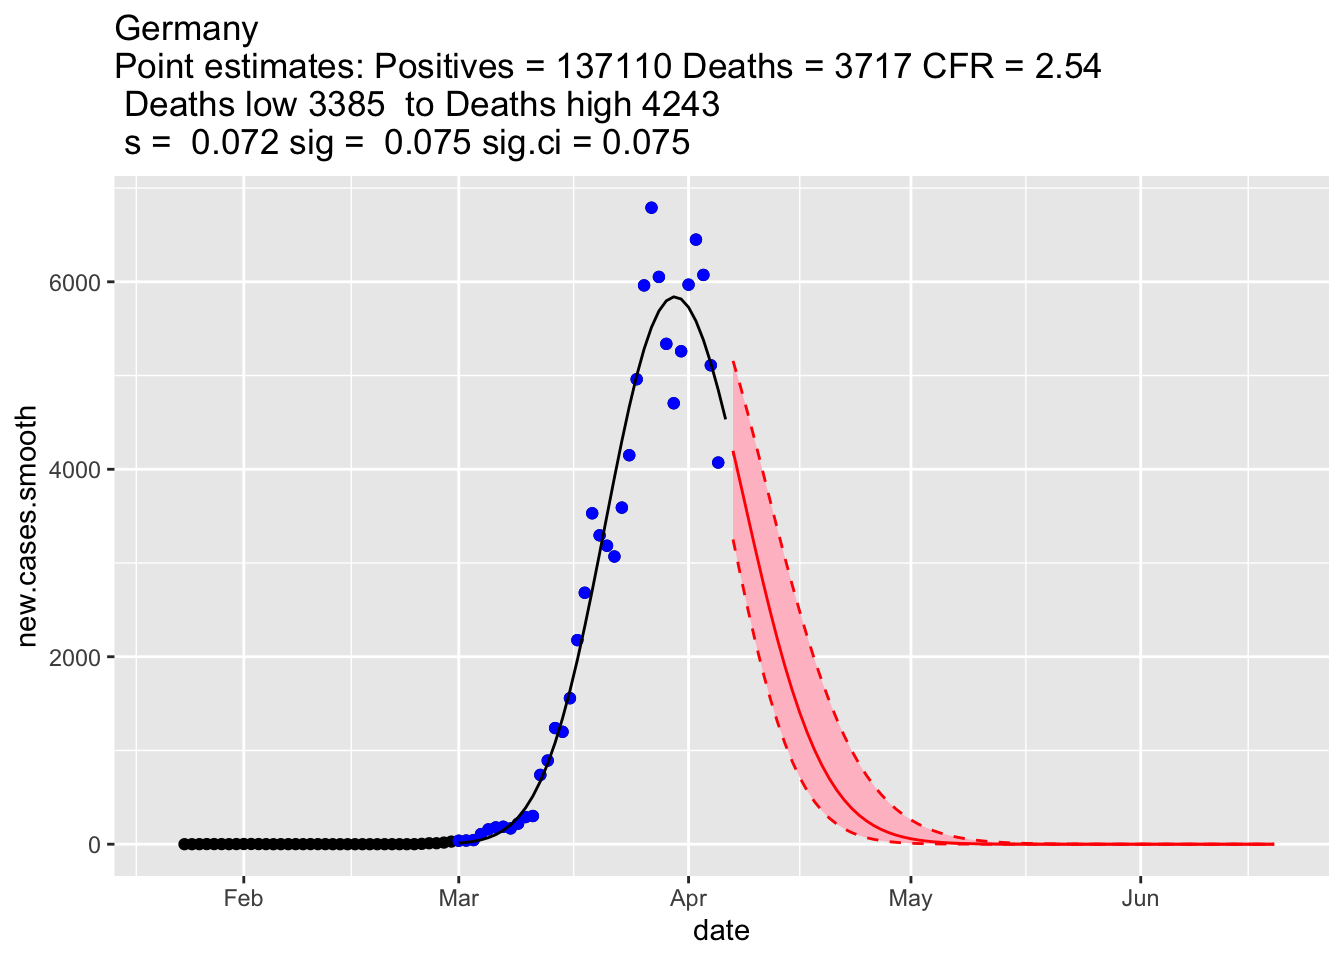 Germany
Point estimates: Positives = 137110 Deaths = 3717 CFR = 2.54
Deaths low 3385  to Deaths high 4243
s =  0.072 sig =  0.075 sig.ci = 0.075
6000
4000
2000
0
new.cases.smooth
Feb Mar Apr May Jun
date